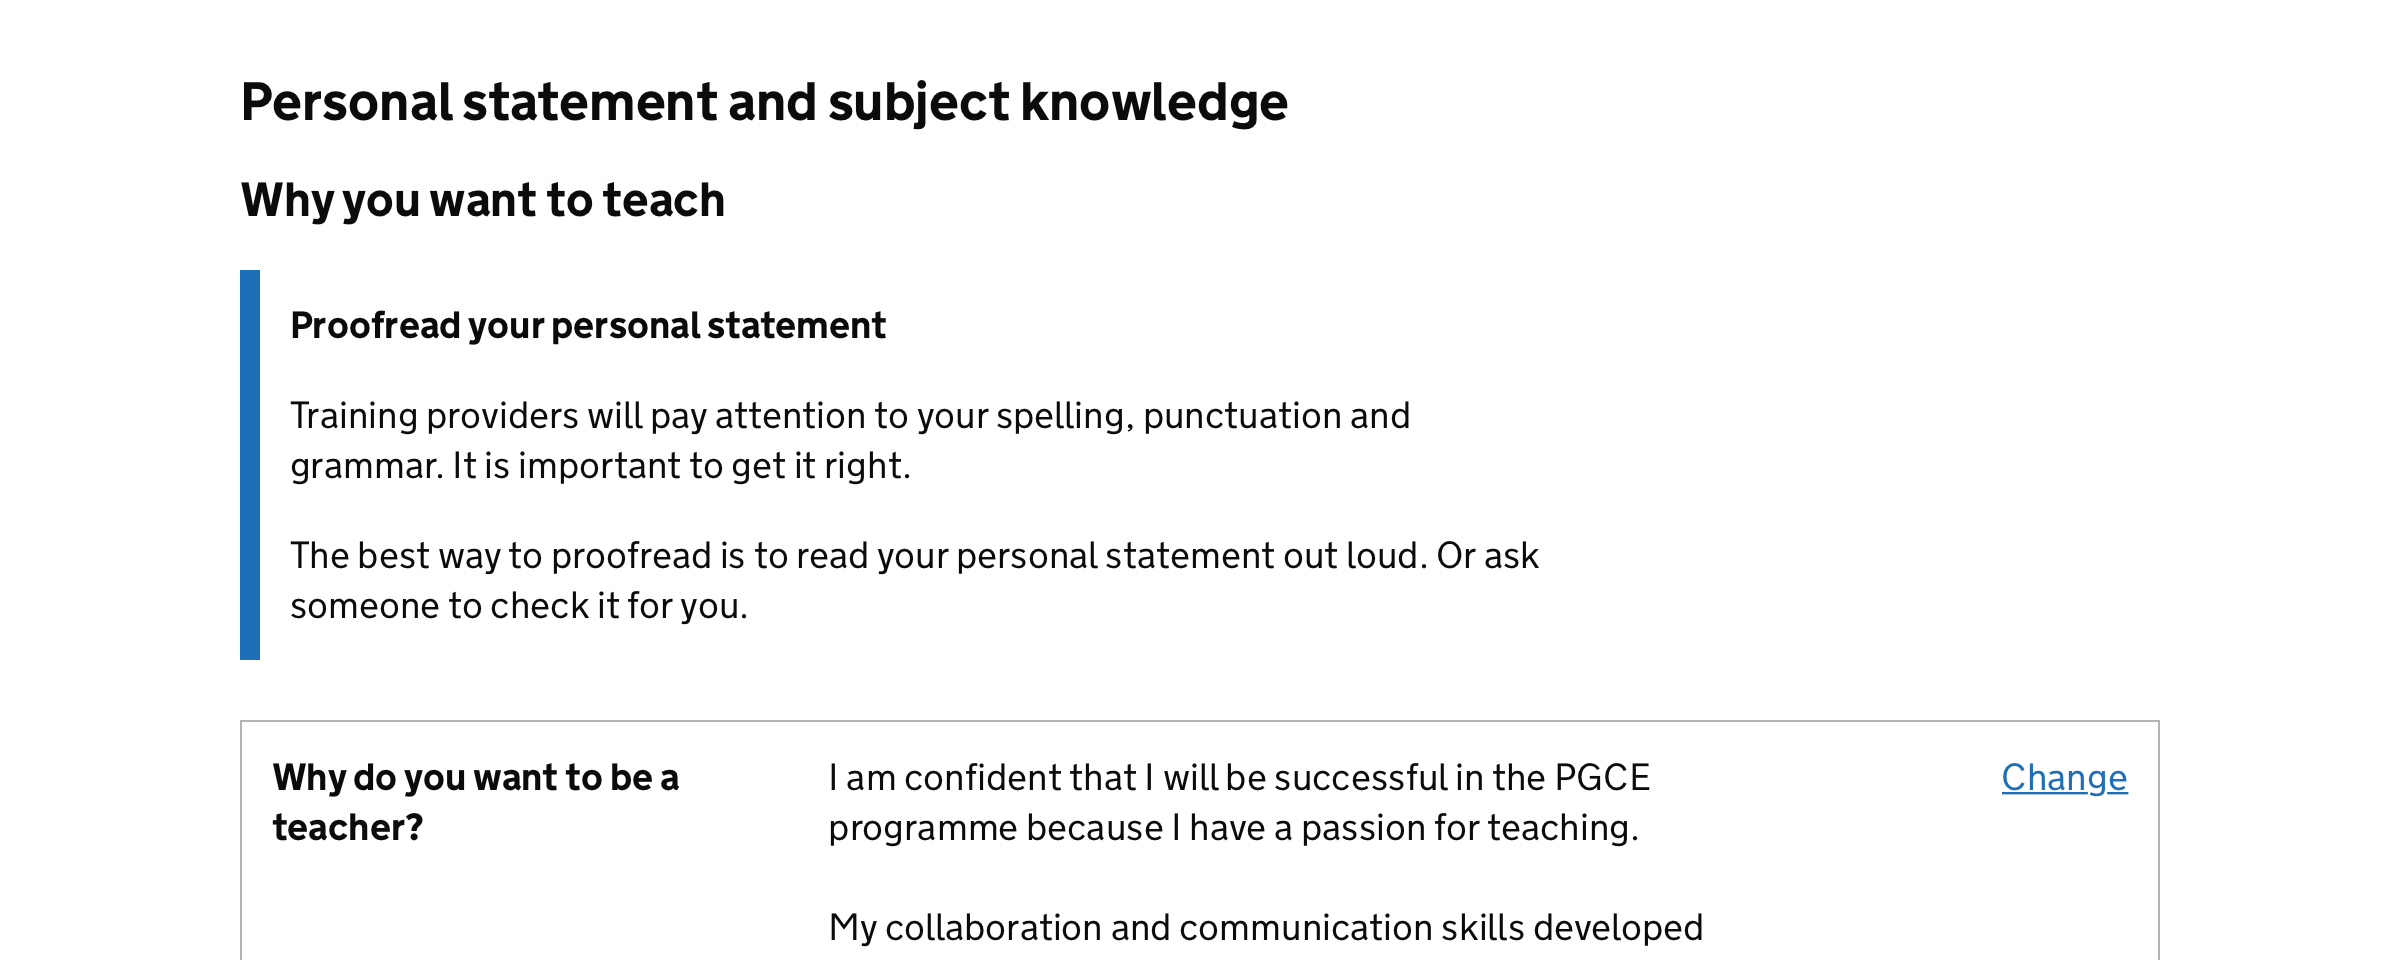 Personal statement and subject knowledge
Why you want to teach
Proofread your personal statement
Training providers will pay attention to your spelling, punctuation and
grammar. It is important to get it right.
The best way to proofread is to read your personal statement out loud. Or ask
someone to check it for you.
Why do you want to be a
teacher?
I am confident that I will be successful in the PGCE
programme because I have a passion for teaching.
My collaboration and communication skills developed
Change